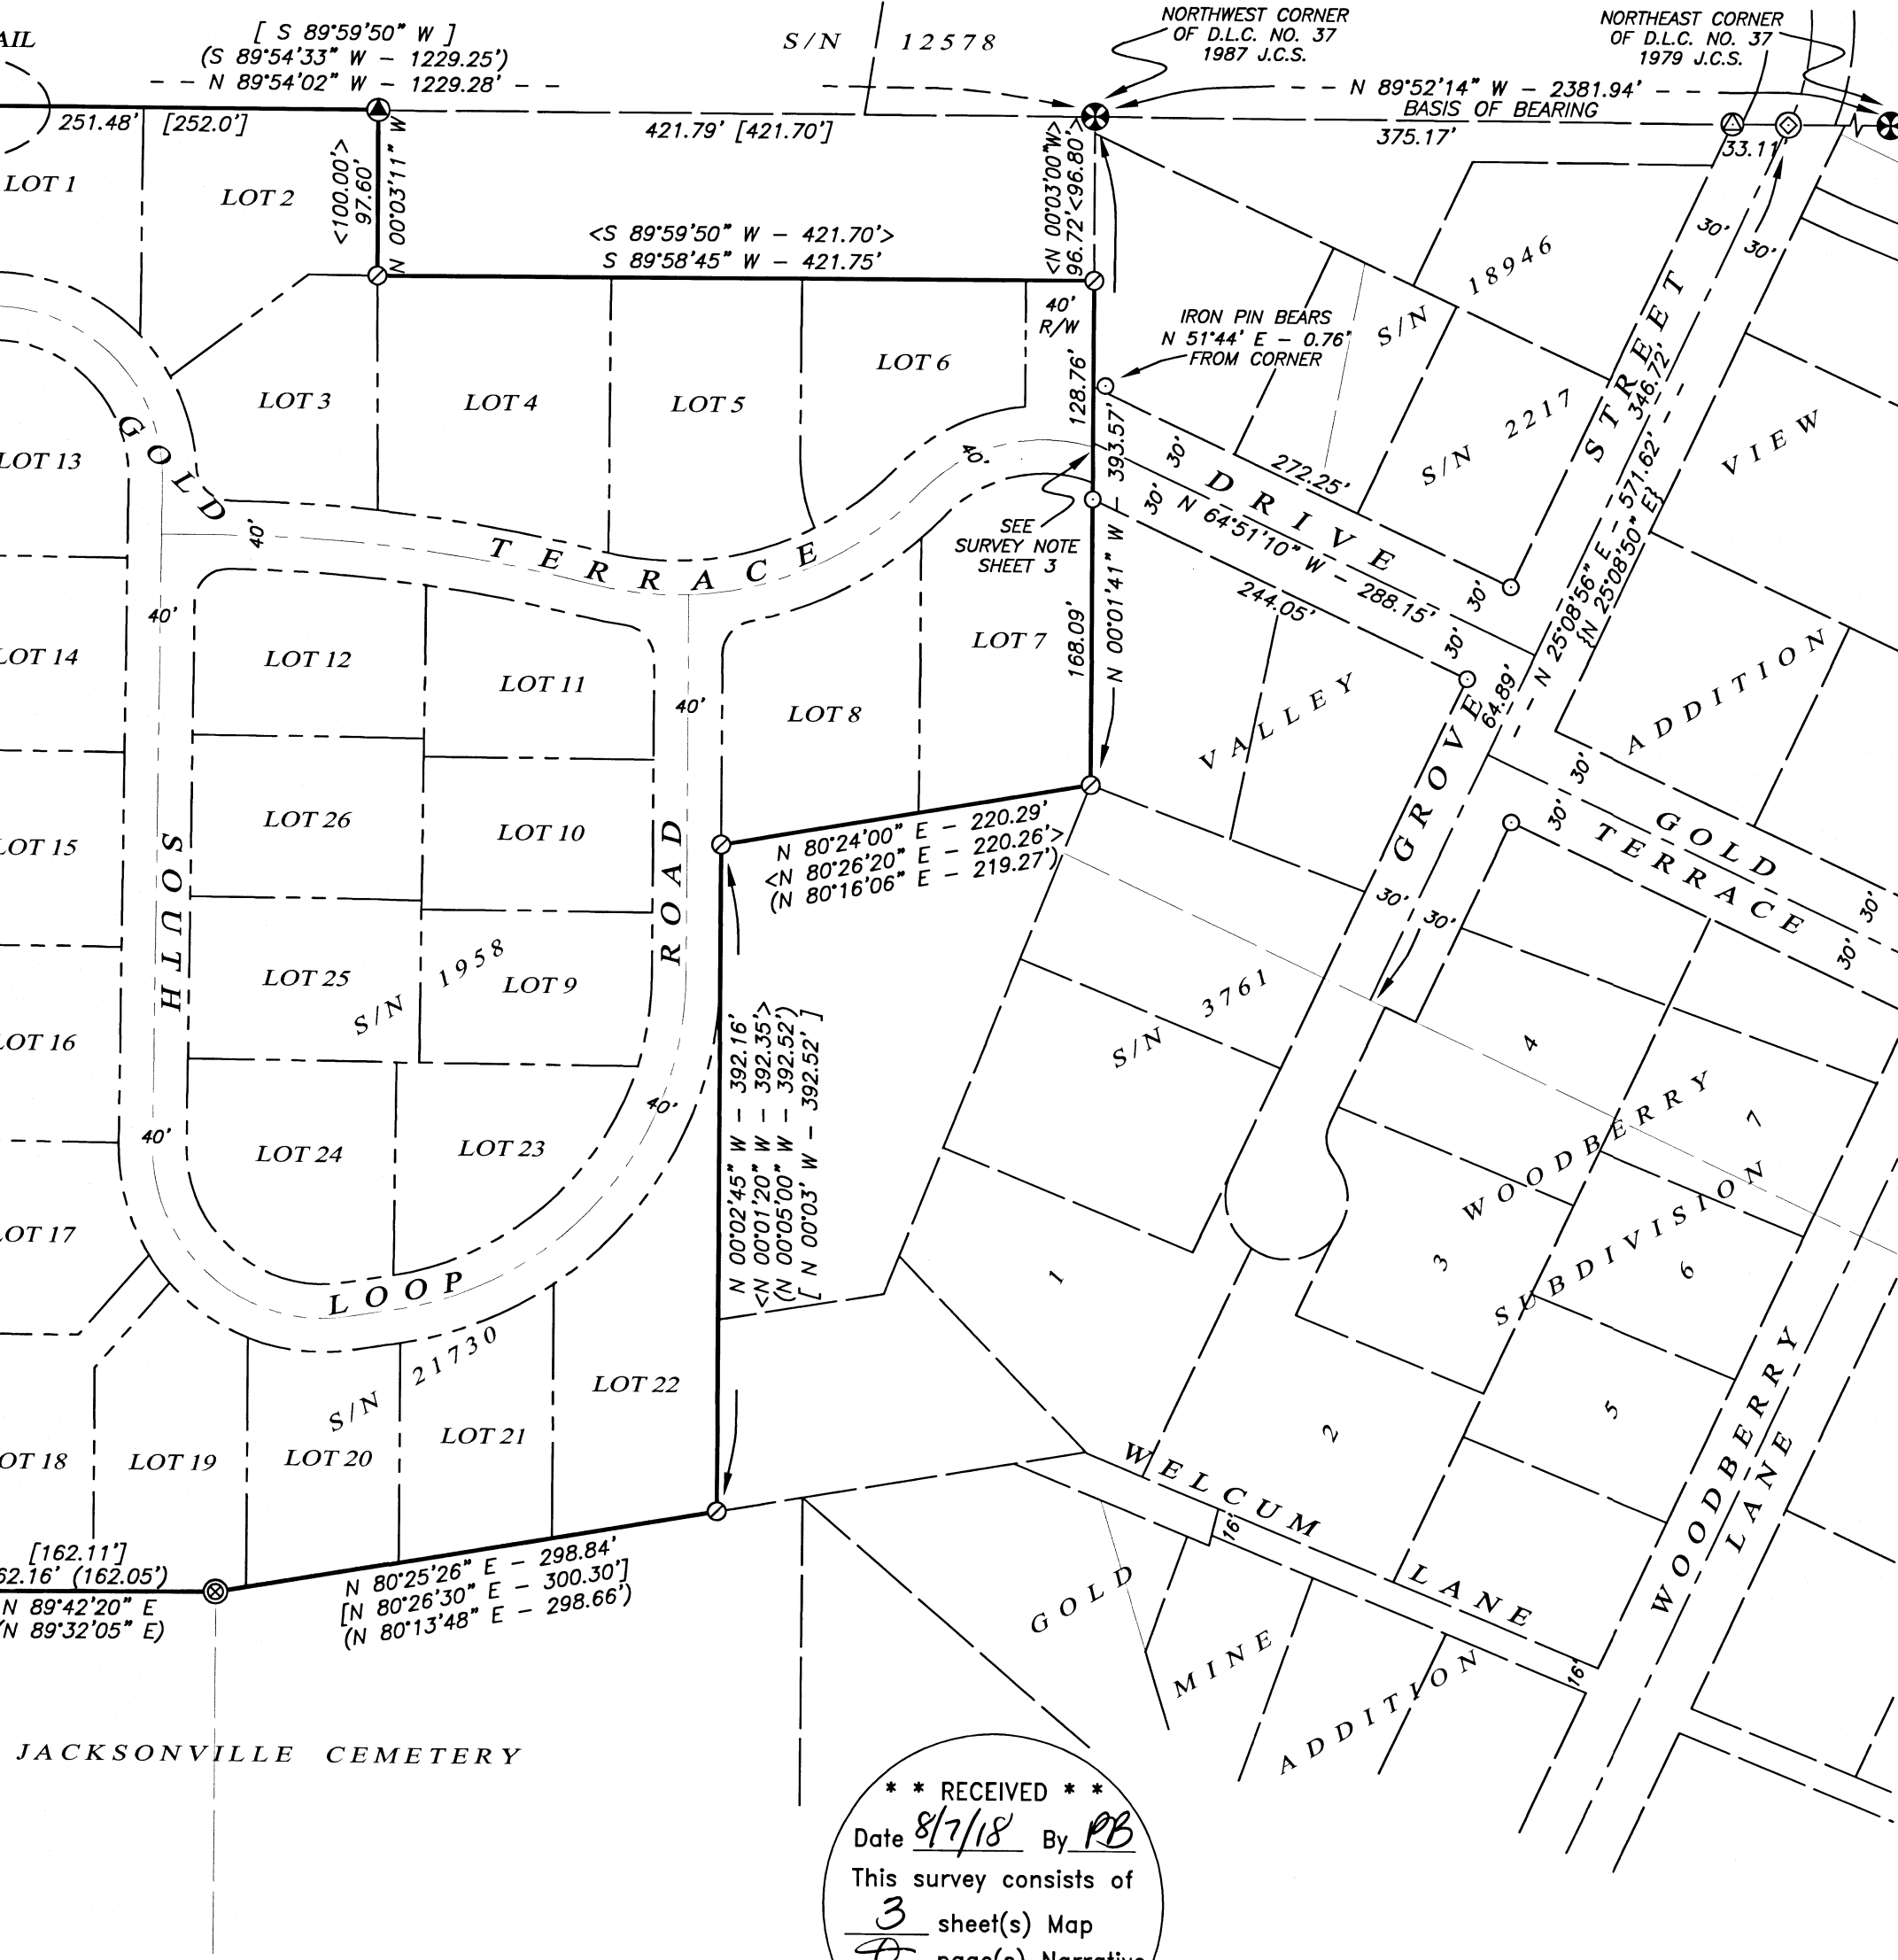 AIL
[ S 89°59'50" W ]
(S 89°54'33" W – 1229.25')
– – N 89°54'02" W – 1229.28' – –
S/N 12578
NORTHWEST CORNER
OF D.L.C. NO. 37
1987 J.C.S.
NORTHEAST CORNER
OF D.L.C. NO. 37
1979 J.C.S.
– – N 89°52'14" W – 2381.94' – –
BASIS OF BEARING
251.48' [252.0']
421.79' [421.70']
375.17'
33.11'
LOT 1
LOT 2
<100.00'>
97.60'
N 00°03'11" W
<S 89°59'50" W – 421.70'>
S 89°58'45" W – 421.75'
<N 00°03'00"W>
96.72'<96.80'>
30'
30'
S/N 18946
40'
R/W
IRON PIN BEARS
N 51°44' E – 0.76"
FROM CORNER
LOT 3
LOT 4
LOT 5
LOT 6
128.76'
393.57'
N 00°01'41" W –
168.09'
S/N 2217
STREET
346.72'
N 25°08'56" E – 571.62'
{N 25°08'50" E}
VIEW
ADDITION
LOT 13
GOLD
40'
TERRACE
40'
DRIVE
30'
30'
272.25'
N 64°51'10" W – 288.15'
244.05'
30'
30'
64.89'
SEE
SURVEY NOTE
SHEET 3
40'
LOT 14
LOT 12
LOT 11
40'
LOT 8
LOT 7
VALLEY
GROVE
30'
30'
GOLD
TERRACE
30'
30'
LOT 15
SOUTH
LOT 26
LOT 10
ROAD
N 80°24'00" E – 220.29'
<N 80°26'20" E – 220.26'>
(N 80°16'06" E – 219.27')
30'
30'
LOT 25
S/N 1958
LOT 9
S/N 3761
LOT 16
40'
LOT 24
LOT 23
40'
N 00°02'45" W – 392.16'
<N 00°01'20" W – 392.35'>
(N 00°05'00" W – 392.52')
[ N 00°03' W – 392.52' ]
4
WOODBERRY
7
SUBDIVISION
LOT 17
LOOP
1
3
6
S/N 21730
LOT 22
OT 18
LOT 19
LOT 20
LOT 21
2
5
WOODBERRY
LANE
WELCUM
LANE
16'
16'
[162.11']
62.16' (162.05')
N 89°42'20" E
(N 89°32'05" E)
N 80°25'26" E – 298.84'
[N 80°26'30" E – 300.30']
(N 80°13'48" E – 298.66')
GOLD
MINE
ADDITION
JACKSONVILLE CEMETERY
* * RECEIVED * *
Date 8/7/18 By PB
This survey consists of
3 sheet(s) Map
page(s) Narrative